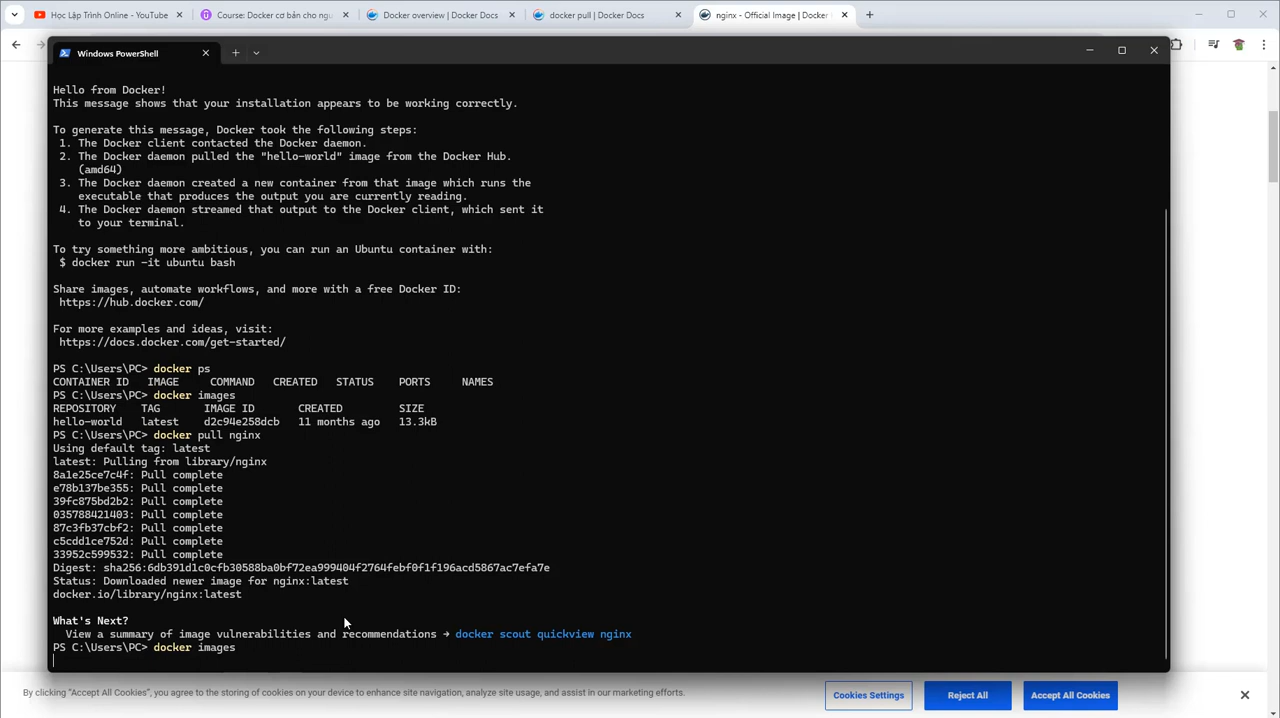 Học Lập Trình Online - YouTube
Course: Docker cơ bản cho ngu
Docker overview | Docker Docs
docker pull | Docker Docs
nginx - Official Image | Docker
Windows PowerShell
Hello from Docker!
This message shows that your installation appears to be working correctly.
To generate this message, Docker took the following steps:
1. The Docker client contacted the Docker daemon.
2. The Docker daemon pulled the "hello-world" image from the Docker Hub.
(amd64)
3. The Docker daemon created a new container from that image which runs the
executable that produces the output you are currently reading.
4. The Docker daemon streamed that output to the Docker client, which sent it
to your terminal.
To try something more ambitious, you can run an Ubuntu container with:
$ docker run -it ubuntu bash
Share images, automate workflows, and more with a free Docker ID:
https://hub.docker.com/
For more examples and ideas, visit:
https://docs.docker.com/get-started/
PS C:\Users\PC> docker ps
CONTAINER ID IMAGE COMMAND CREATED STATUS PORTS NAMES
PS C:\Users\PC> docker images
REPOSITORY TAG IMAGE ID CREATED SIZE
hello-world latest d2c94e258dcb 11 months ago 13.3kB
PS C:\Users\PC> docker pull nginx
Using default tag: latest
latest: Pulling from library/nginx
8a1e25ce7c4f: Pull complete
e78b137be355: Pull complete
39fc875bd2b2: Pull complete
035788421403: Pull complete
87c3fb37cbf2: Pull complete
c5cdd1ce752d: Pull complete
33952c599532: Pull complete
Digest: sha256:6db391d1c0cfb30588ba0bf72ea999404f2764febf0f1f196acd5867ac7efa7e
Status: Downloaded newer image for nginx:latest
docker.io/library/nginx:latest
What's Next?
View a summary of image vulnerabilities and recommendations → docker scout quickview nginx
PS C:\Users\PC> docker images
By clicking "Accept All Cookies", you agree to the storing of cookies on your device to enhance site navigation, analyze site usage, and assist in our marketing efforts.
Cookies Settings
Reject All
Accept All Cookies